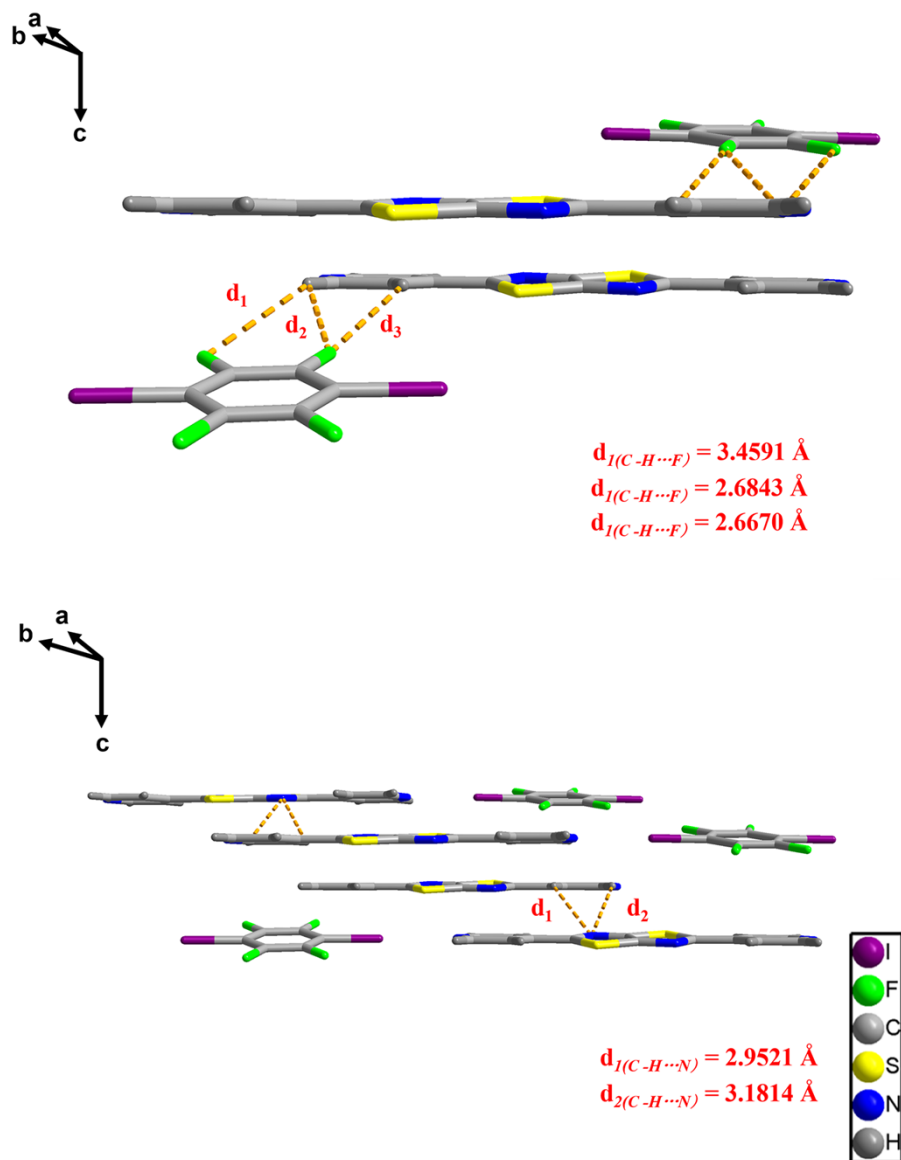 a
b
c
d1
d2
d3
d1(C-H···F) = 3.4591 Å
d1(C-H···F) = 2.6843 Å
d1(C-H···F) = 2.6670 Å
a
b
c
d1
d2
I
F
C
S
N
H
d1(C-H···N) = 2.9521 Å
d2(C-H···N) = 3.1814 Å